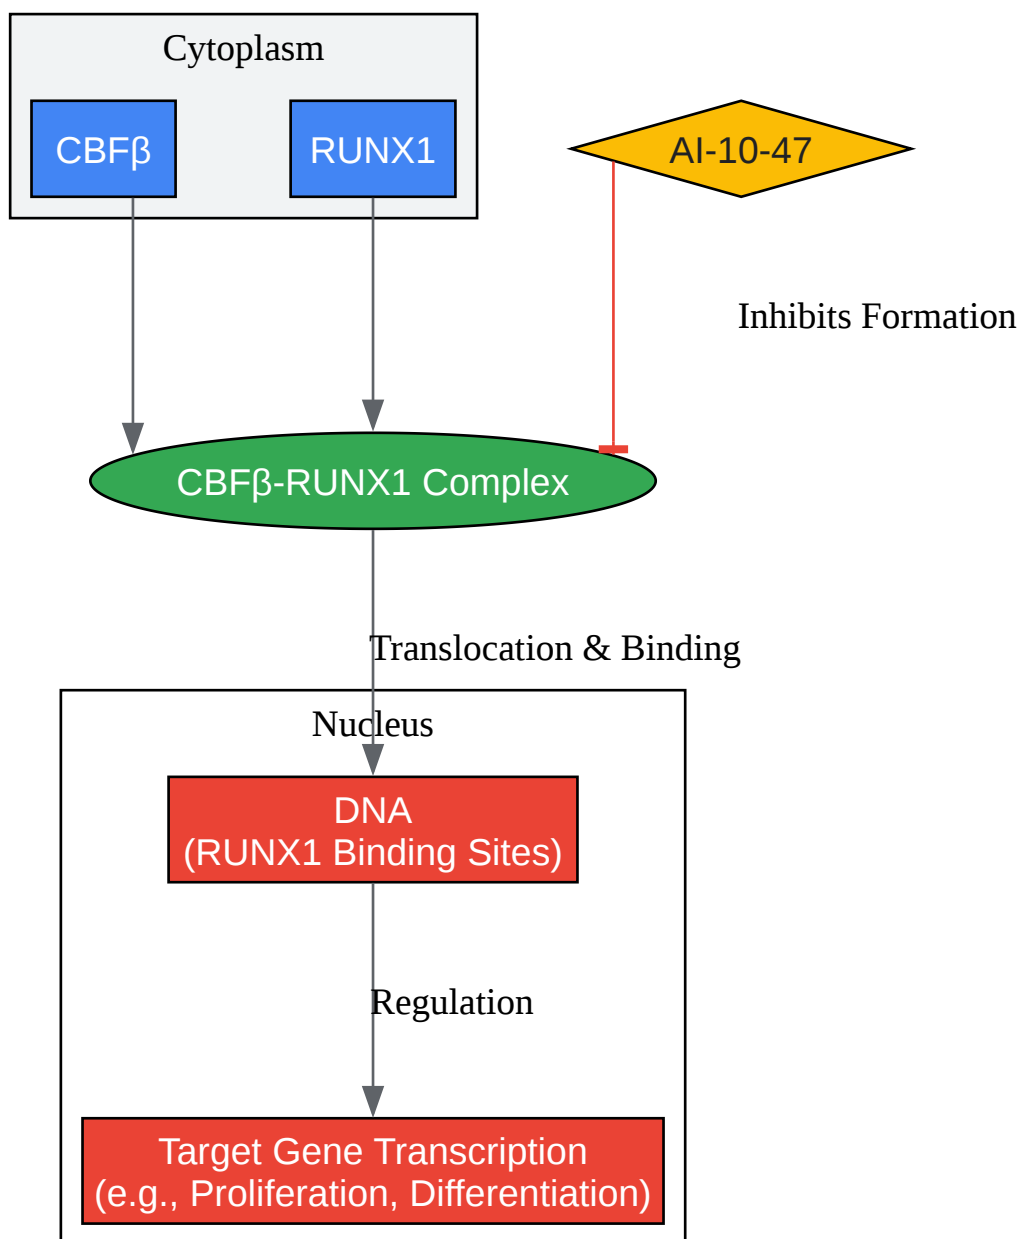 Cytoplasm
CBFβ
RUNX1
AI-10-47
Inhibits Formation
CBFβ-RUNX1 Complex
Translocation & Binding
Nucleus
DNA
(RUNX1 Binding Sites)
Regulation
Target Gene Transcription
(e.g., Proliferation, Differentiation)